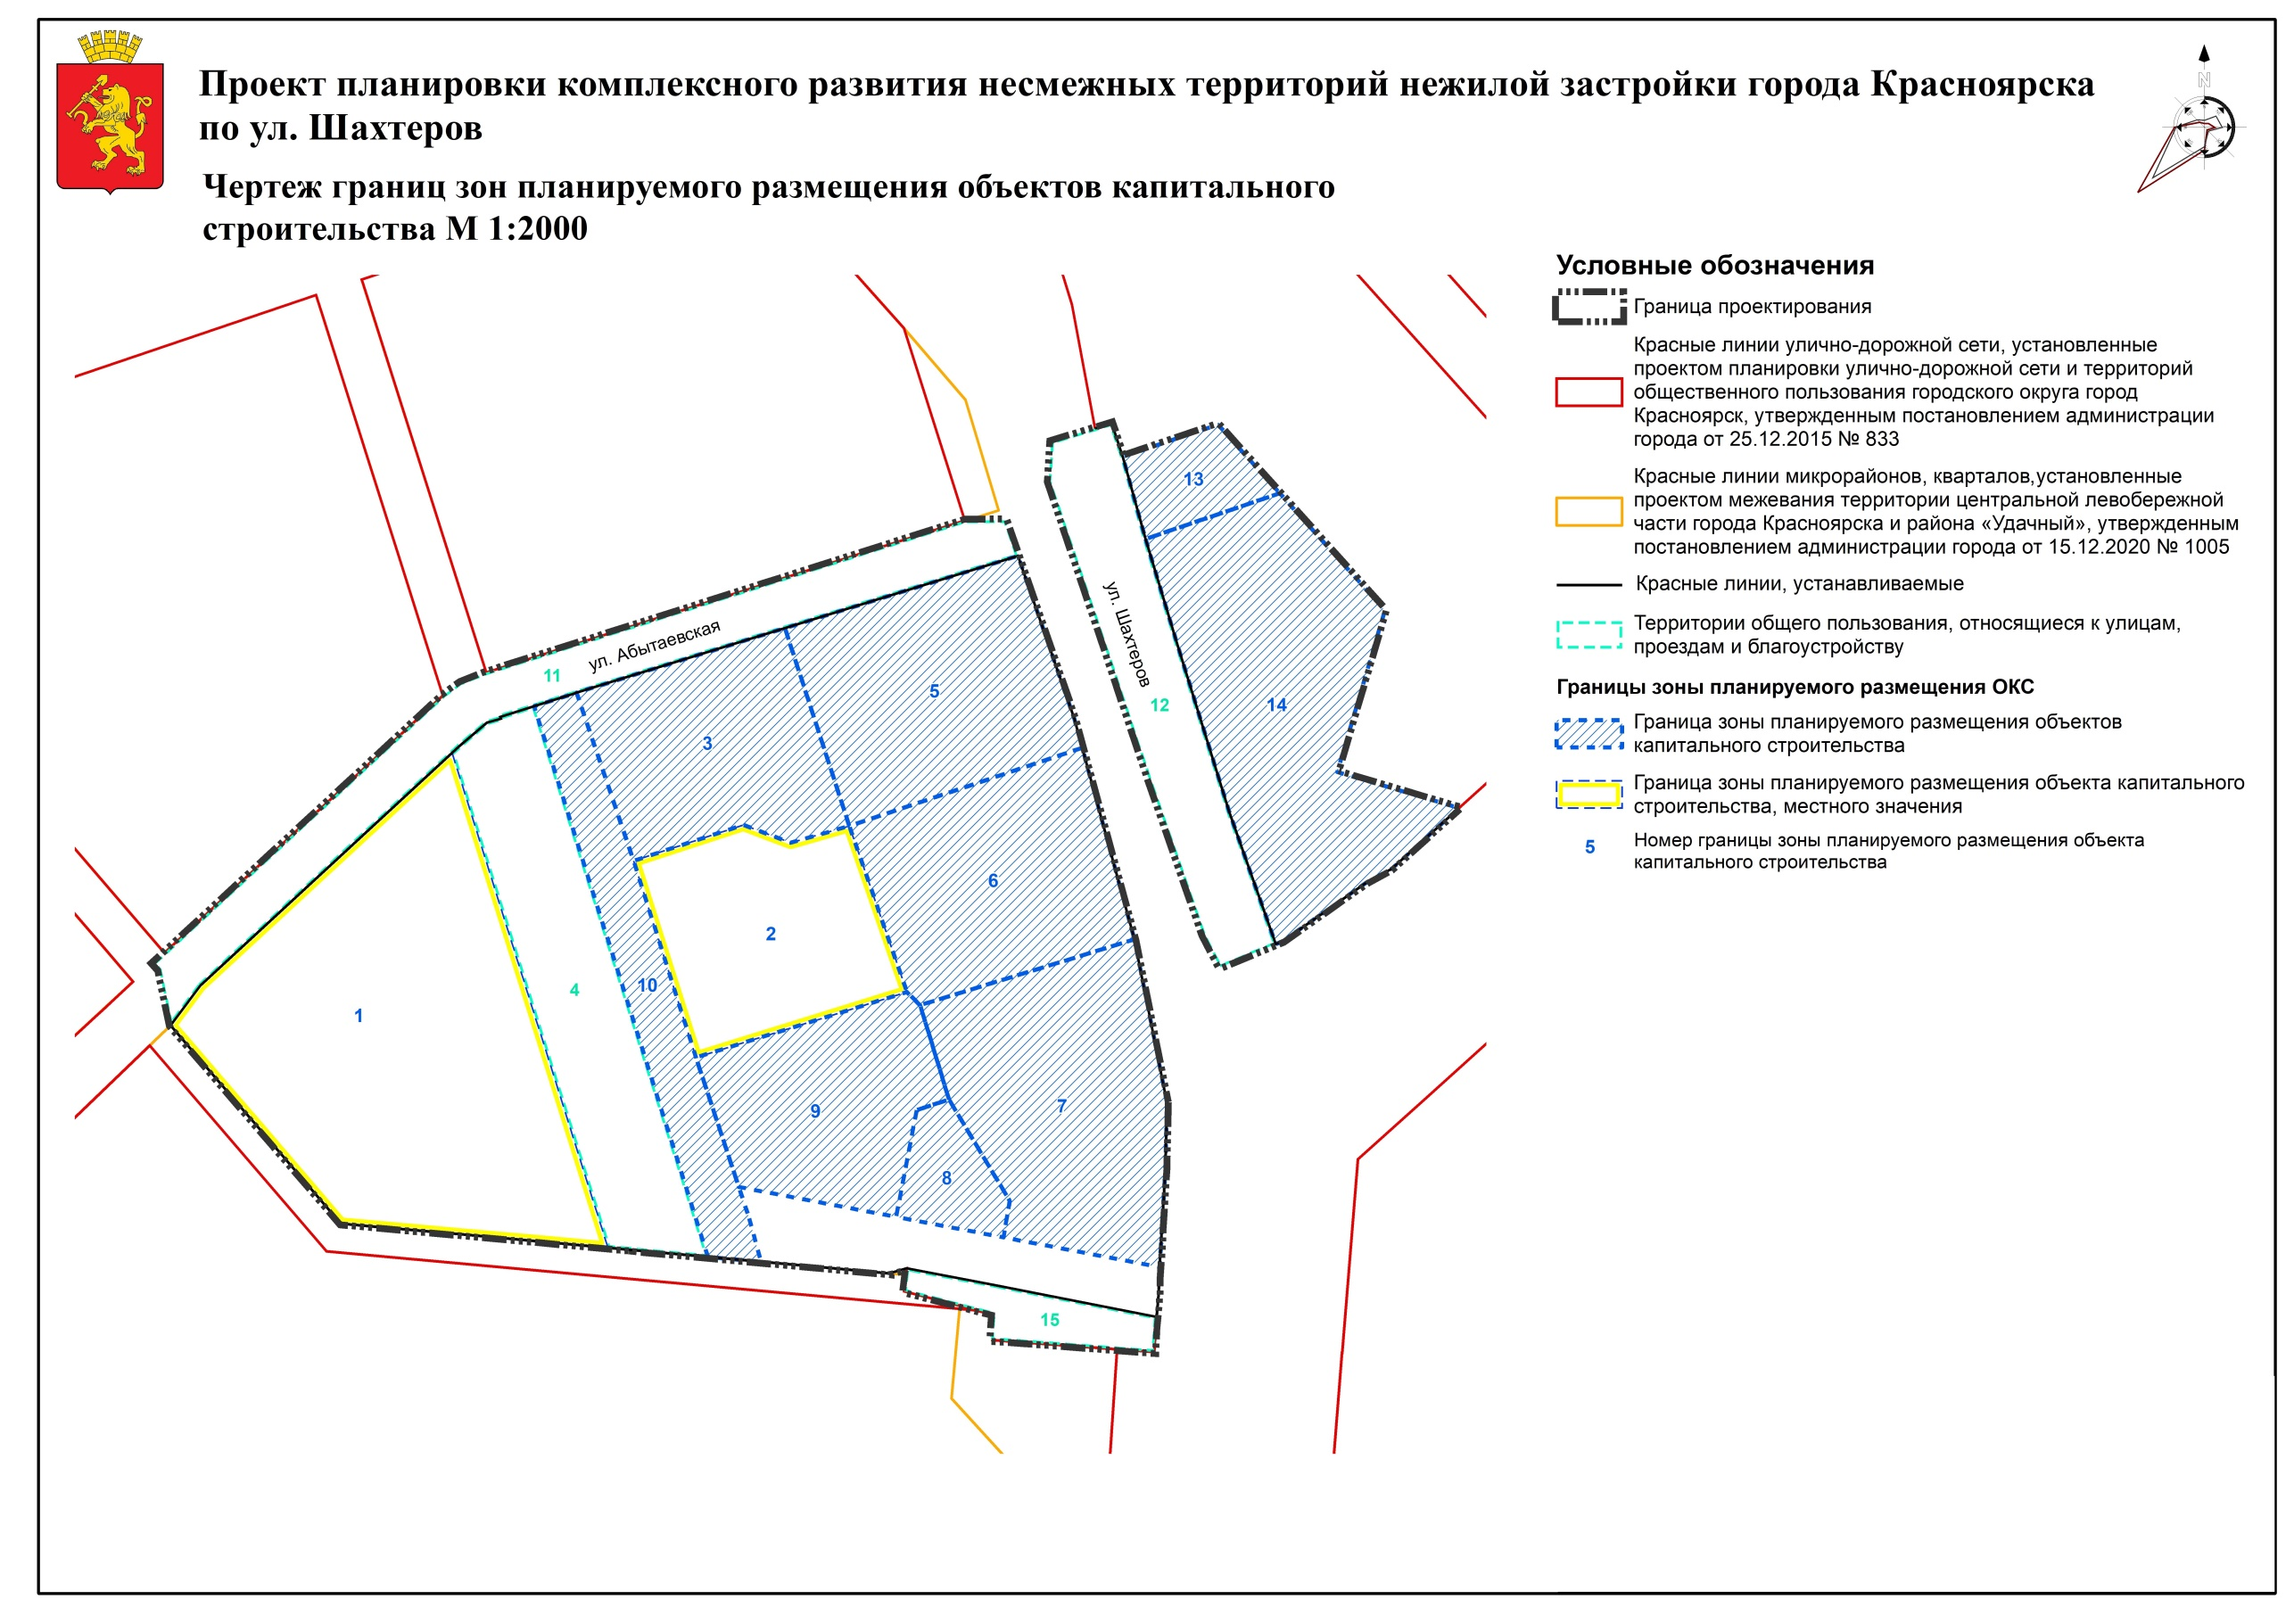 Проект планировки комплексного развития несмежных территорий нежилой застройки города Красноярска
по ул. Шахтеров
Чертеж границ зон планируемого размещения объектов капитального
строительства М 1:2000
N
Условные обозначения
Граница проектирования
Красные линии улично-дорожной сети, установленные
проектом планировки улично-дорожной сети и территорий
общественного пользования городского округа город
Красноярск, утвержденным постановлением администрации
города от 25.12.2015 № 833
Красные линии микрорайонов, кварталов,установленные
проектом межевания территории центральной левобережной
части города Красноярска и района «Удачный», утвержденным
постановлением администрации города от 15.12.2020 № 1005
Красные линии, устанавливаемые
Территории общего пользования, относящиеся к улицам,
проездам и благоустройству
Границы зоны планируемого размещения ОКС
Граница зоны планируемого размещения объектов
капитального строительства
Граница зоны планируемого размещения объекта капитального
строительства, местного значения
5
Номер границы зоны планируемого размещения объекта
капитального строительства
13
ул. Абытаевская
ул. Шахтеров
11
5
12
14
3
6
2
10
4
1
9
7
8
15